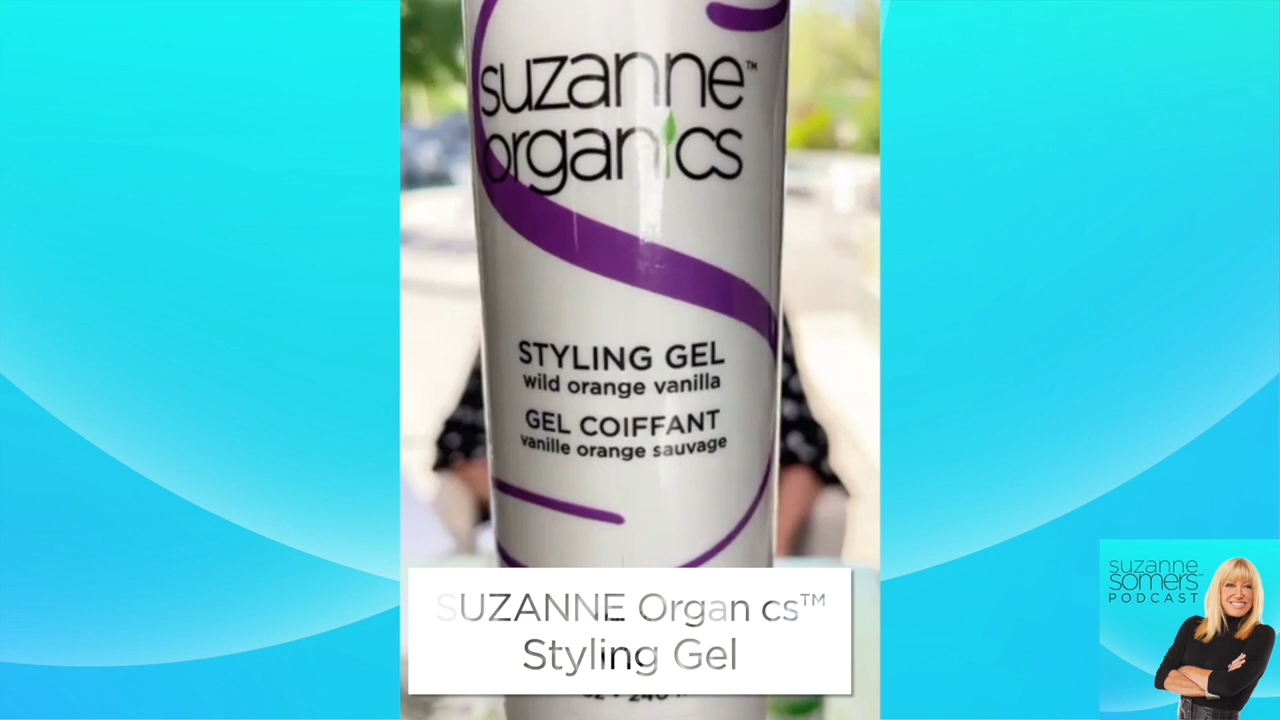 suzanne™
organics
STYLING GEL
wild orange vanilla
GEL COIFFANT
vanille orange sauvage
SUZANNE Organ cs™
Styling Gel
suzanne
somers
PODCAST